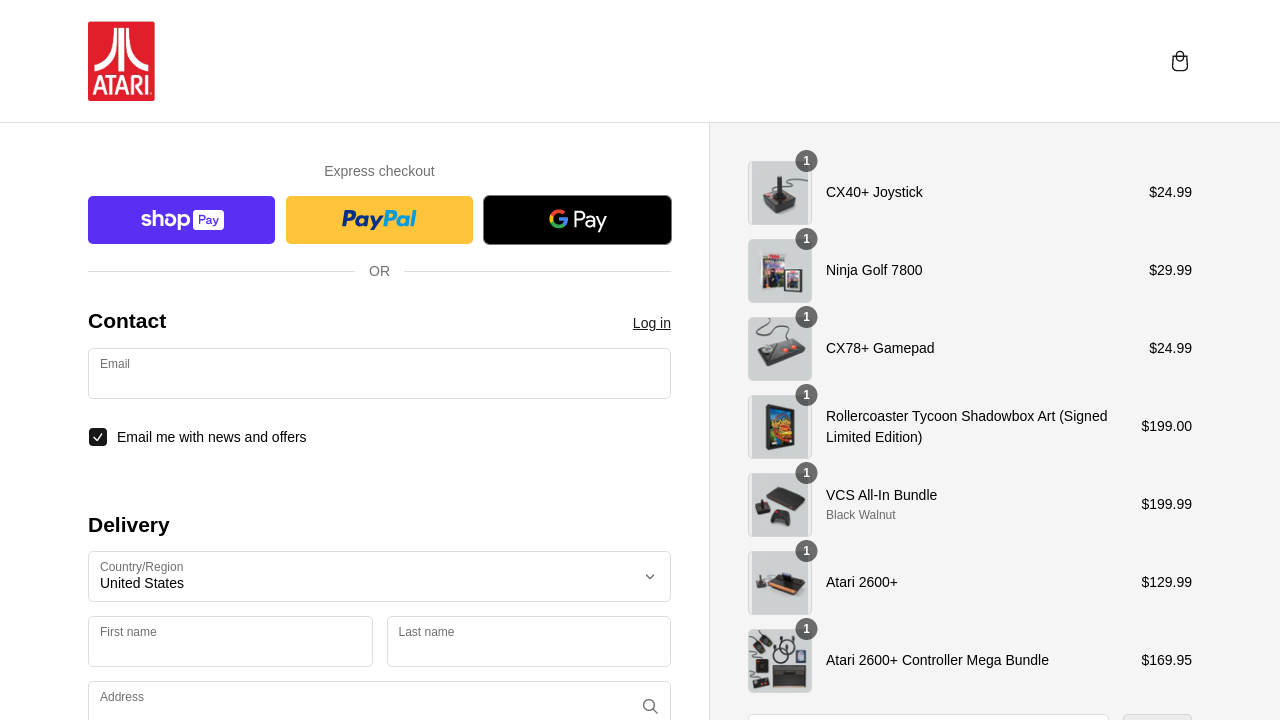 ATARI
Express checkout
shop Pay
PayPal
G Pay
OR
Contact
Log in
Email
Email me with news and offers
Delivery
Country/Region
United States
First name
Last name
Address
1
CX40+ Joystick
$24.99
1
Ninja Golf 7800
$29.99
1
CX78+ Gamepad
$24.99
1
Rollercoaster Tycoon Shadowbox Art (Signed
Limited Edition)
$199.00
1
VCS All-In Bundle
Black Walnut
$199.99
1
Atari 2600+
$129.99
1
Atari 2600+ Controller Mega Bundle
$169.95